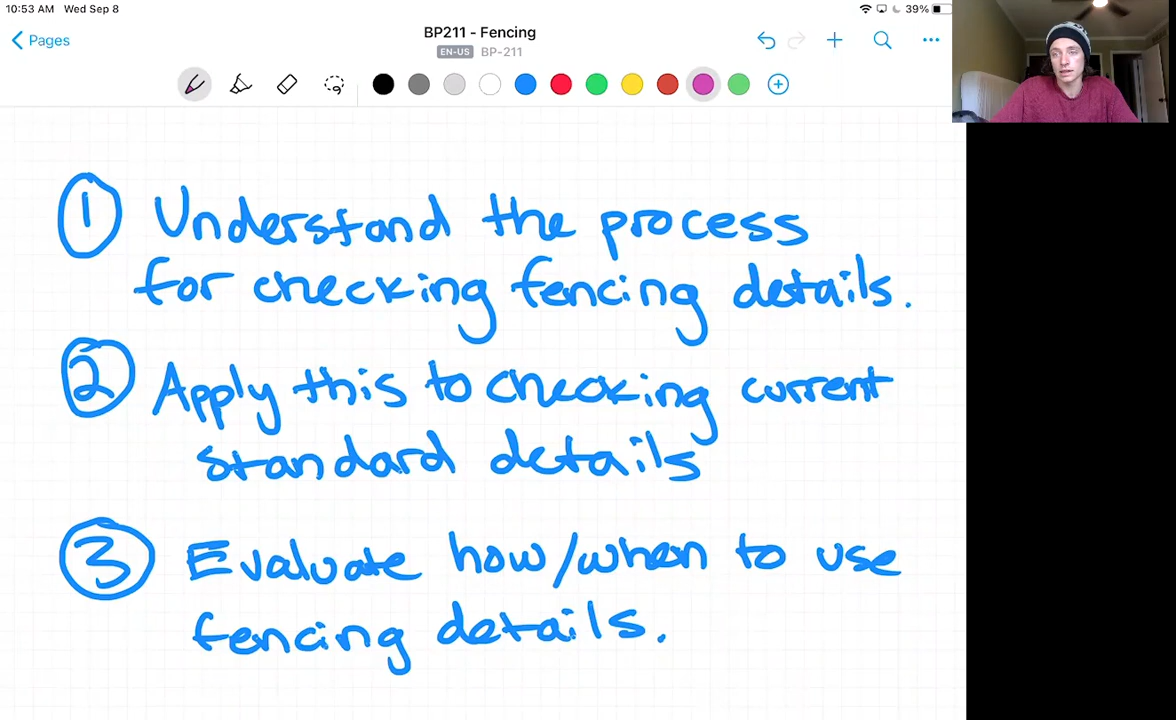 10:53 AM Wed Sep 8
39%
Pages
BP211 - Fencing
EN-US BP-211
1 Understand the process
for checking fencing details.
2 Apply this to checking current
standard details
3 Evaluate how/when to use
fencing details.